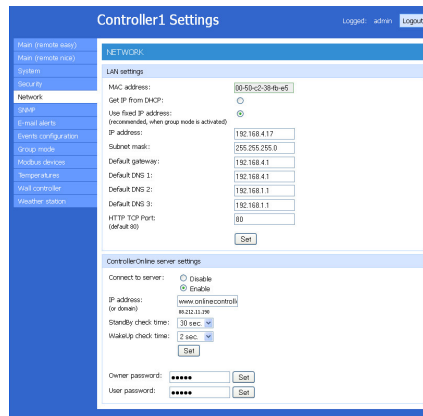 Controller1 Settings
Logged: admin Logout
Main (remote easy)
Main (remote nice)
System
Security
Network
SNMP
E-mail alerts
Events configuration
Group mode
Modbus devices
Temperatures
Wall controller
Weather station
NETWORK
LAN settings
MAC address: 00-50-c2-38-fb-e5
Get IP from DHCP:
Use fixed IP address:
(recommended, when group mode is activated)
IP address: 192.168.4.17
Subnet mask: 255.255.255.0
Default gateway: 192.168.4.1
Default DNS 1: 192.168.4.1
Default DNS 2: 192.168.1.1
Default DNS 3: 192.168.1.1
HTTP TCP Port: 80
(default 80)
Set
ControllerOnline server settings
Connect to server: Disable
Enable
IP address: www.onlinecontroll
(or domain) 88.212.11.190
StandBy check time: 30 sec.
WakeUp check time: 2 sec.
Set
Owner password: ●●●●● Set
User password: ●●●●● Set